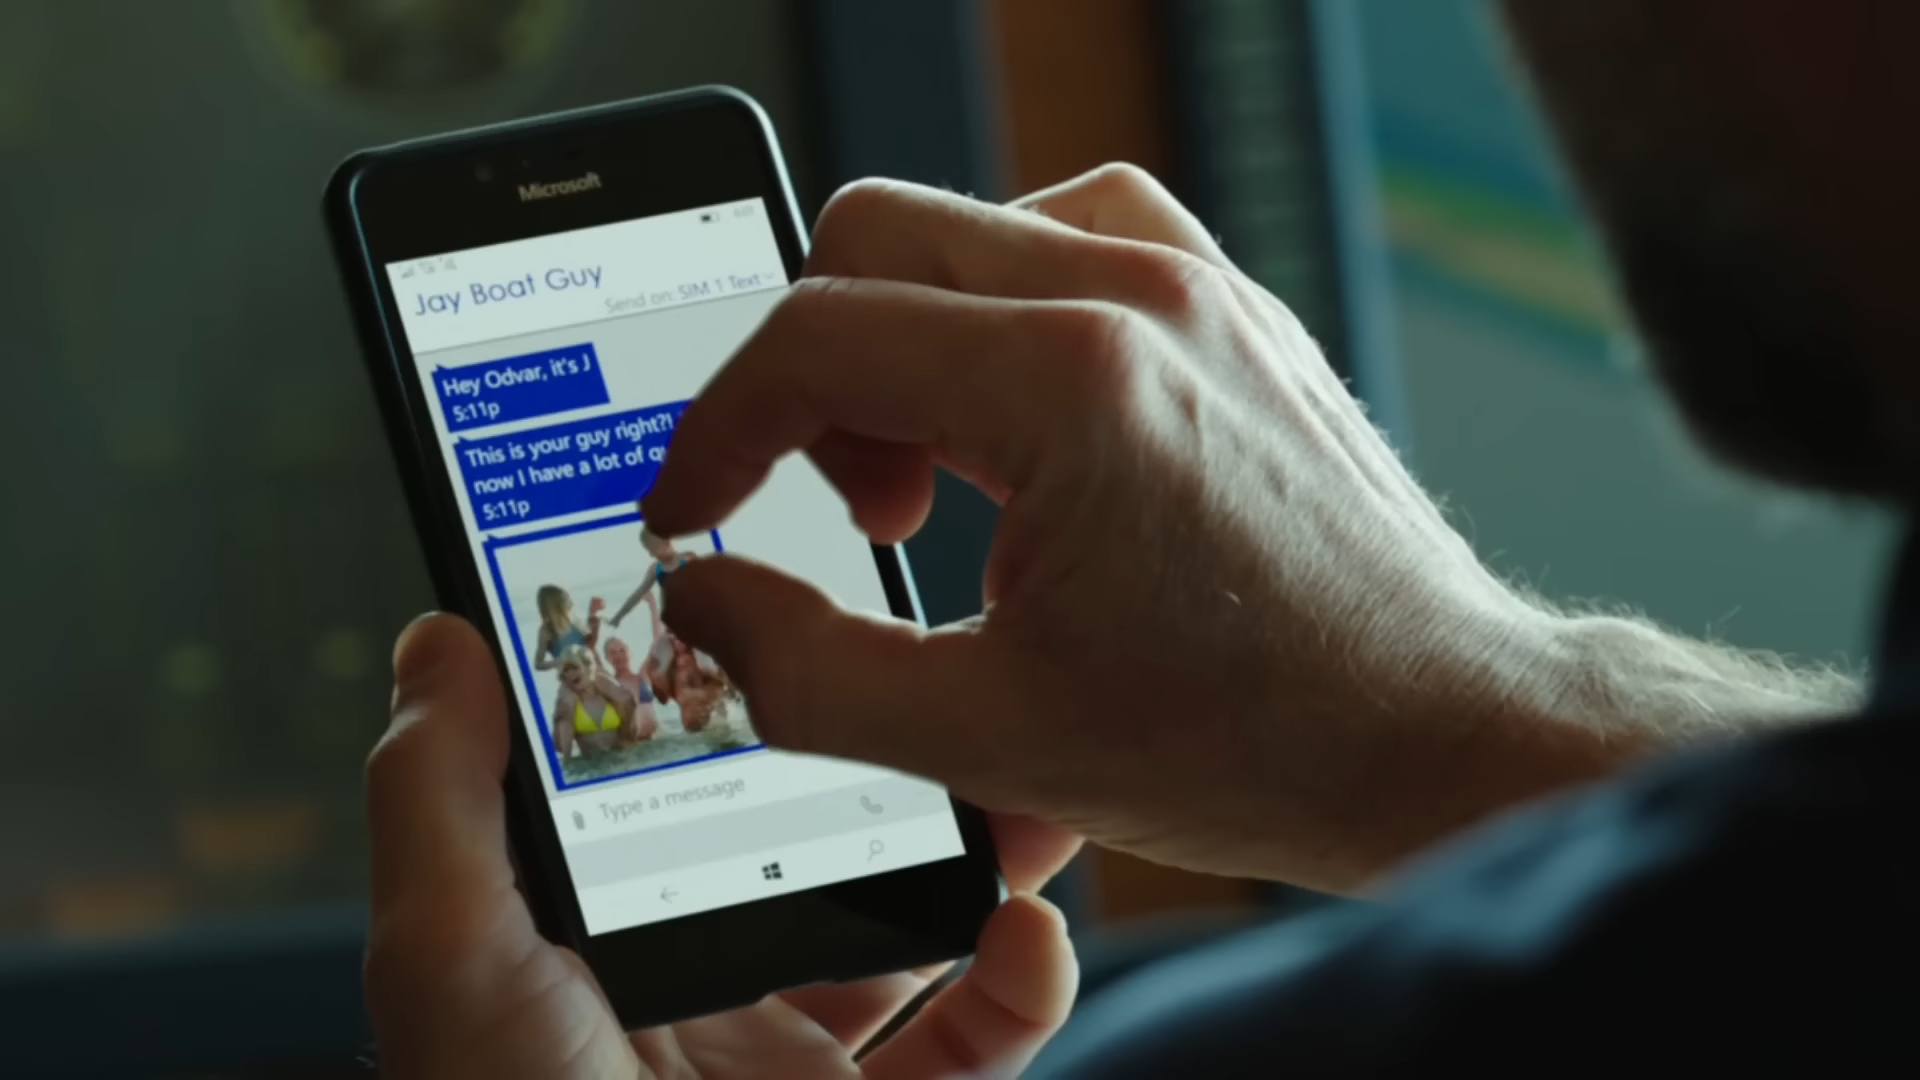 Microsoft
Jay Boat Guy
Send on: SIM 1 Text
Hey Odvar, it's J
5:11p
This is your guy right?!
now I have a lot of
5:11p
Type a message